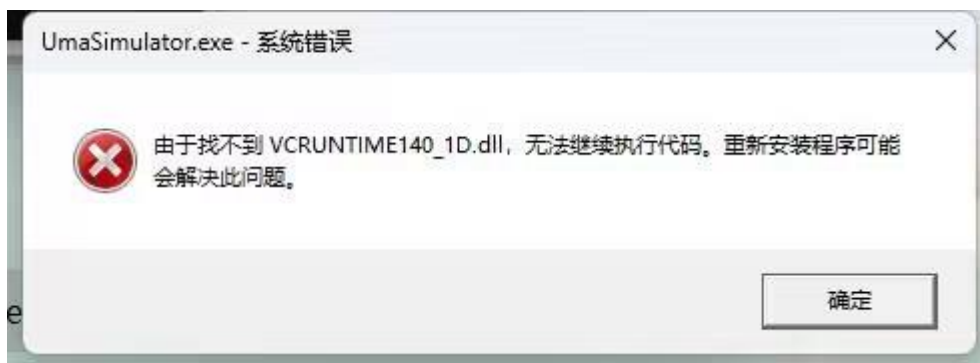 UmaSimulator.exe - 系统错误
由于找不到 VCRUNTIME140_1D.dll，无法继续执行代码。重新安装程序可能
会解决此问题。
确定
e